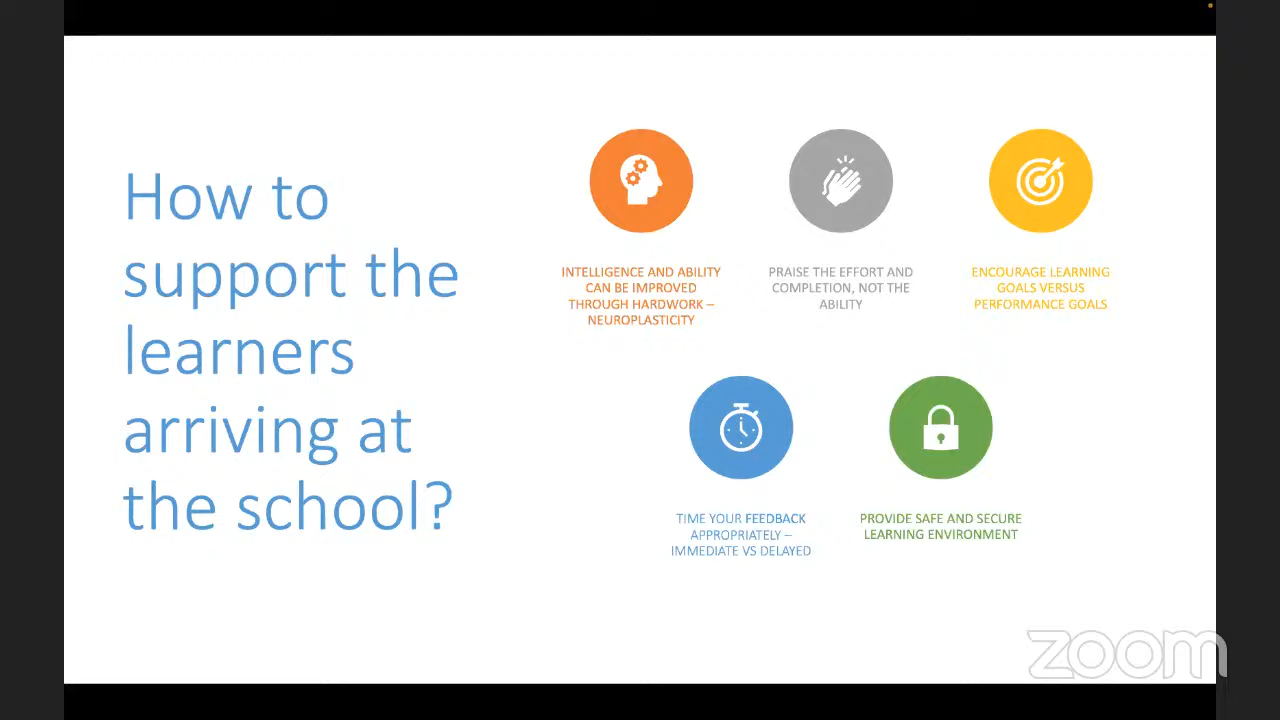 How to
support the
learners
arriving at
the school?
INTELLIGENCE AND ABILITY
CAN BE IMPROVED
THROUGH HARDWORK –
NEUROPLASTICITY
PRAISE THE EFFORT AND
COMPLETION, NOT THE
ABILITY
ENCOURAGE LEARNING
GOALS VERSUS
PERFORMANCE GOALS
TIME YOUR FEEDBACK
APPROPRIATELY –
IMMEDIATE VS DELAYED
PROVIDE SAFE AND SECURE
LEARNING ENVIRONMENT
zoom